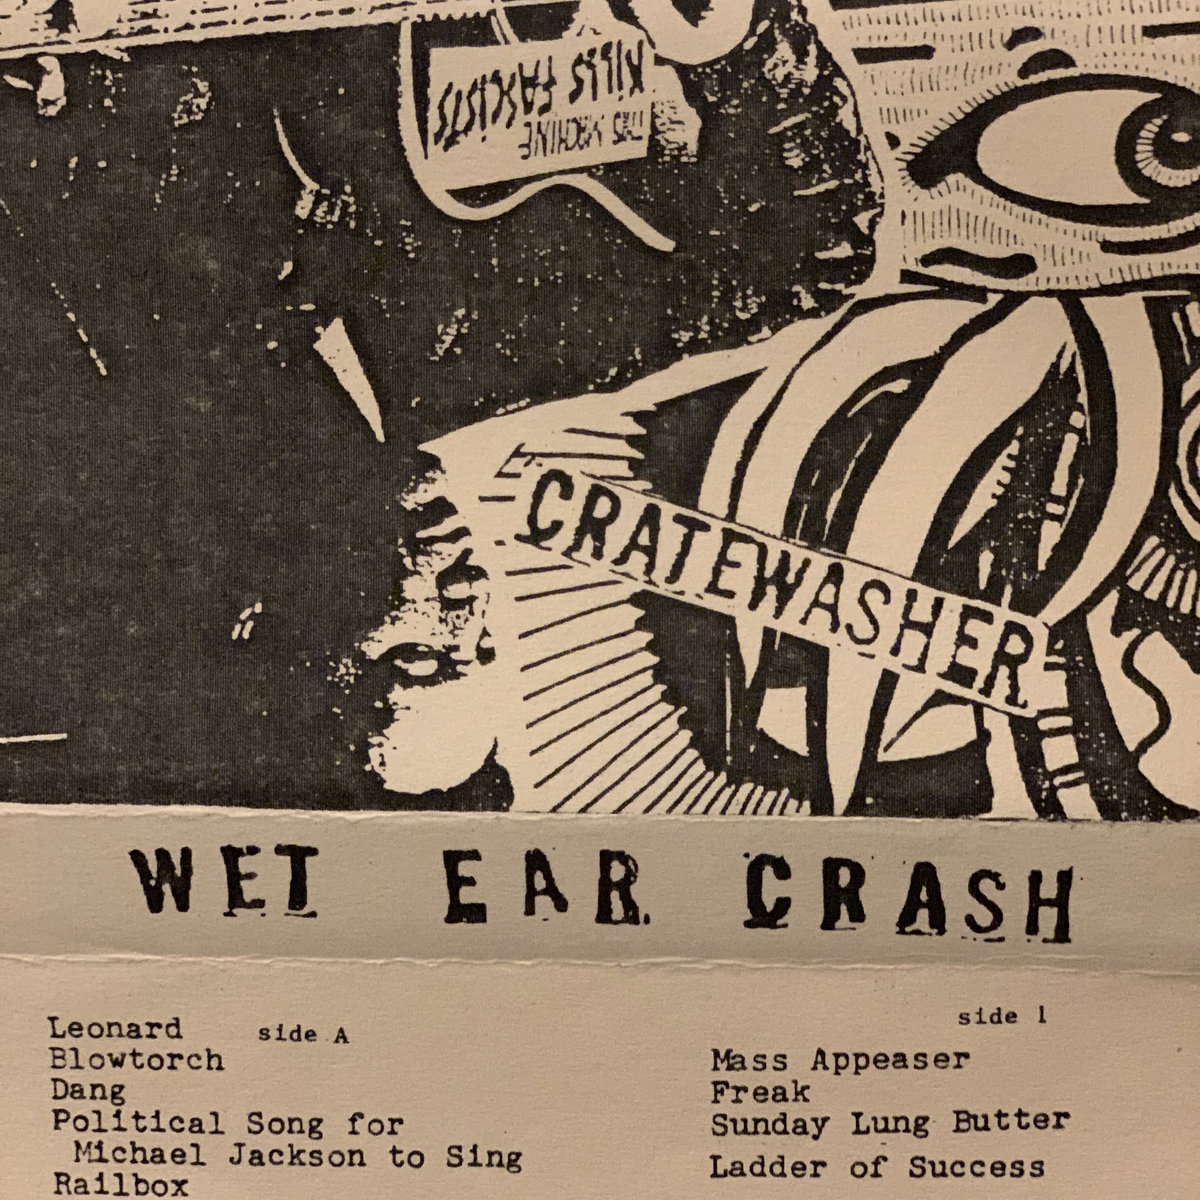 THIS MACHINE
KILLS FASCISTS
CRATEWASHER
WET EAR CRASH
side A
Leonard
Blowtorch
Dang
Political Song for
Michael Jackson to Sing
Railbox
side 1
Mass Appeaser
Freak
Sunday Lung Butter
Ladder of Success